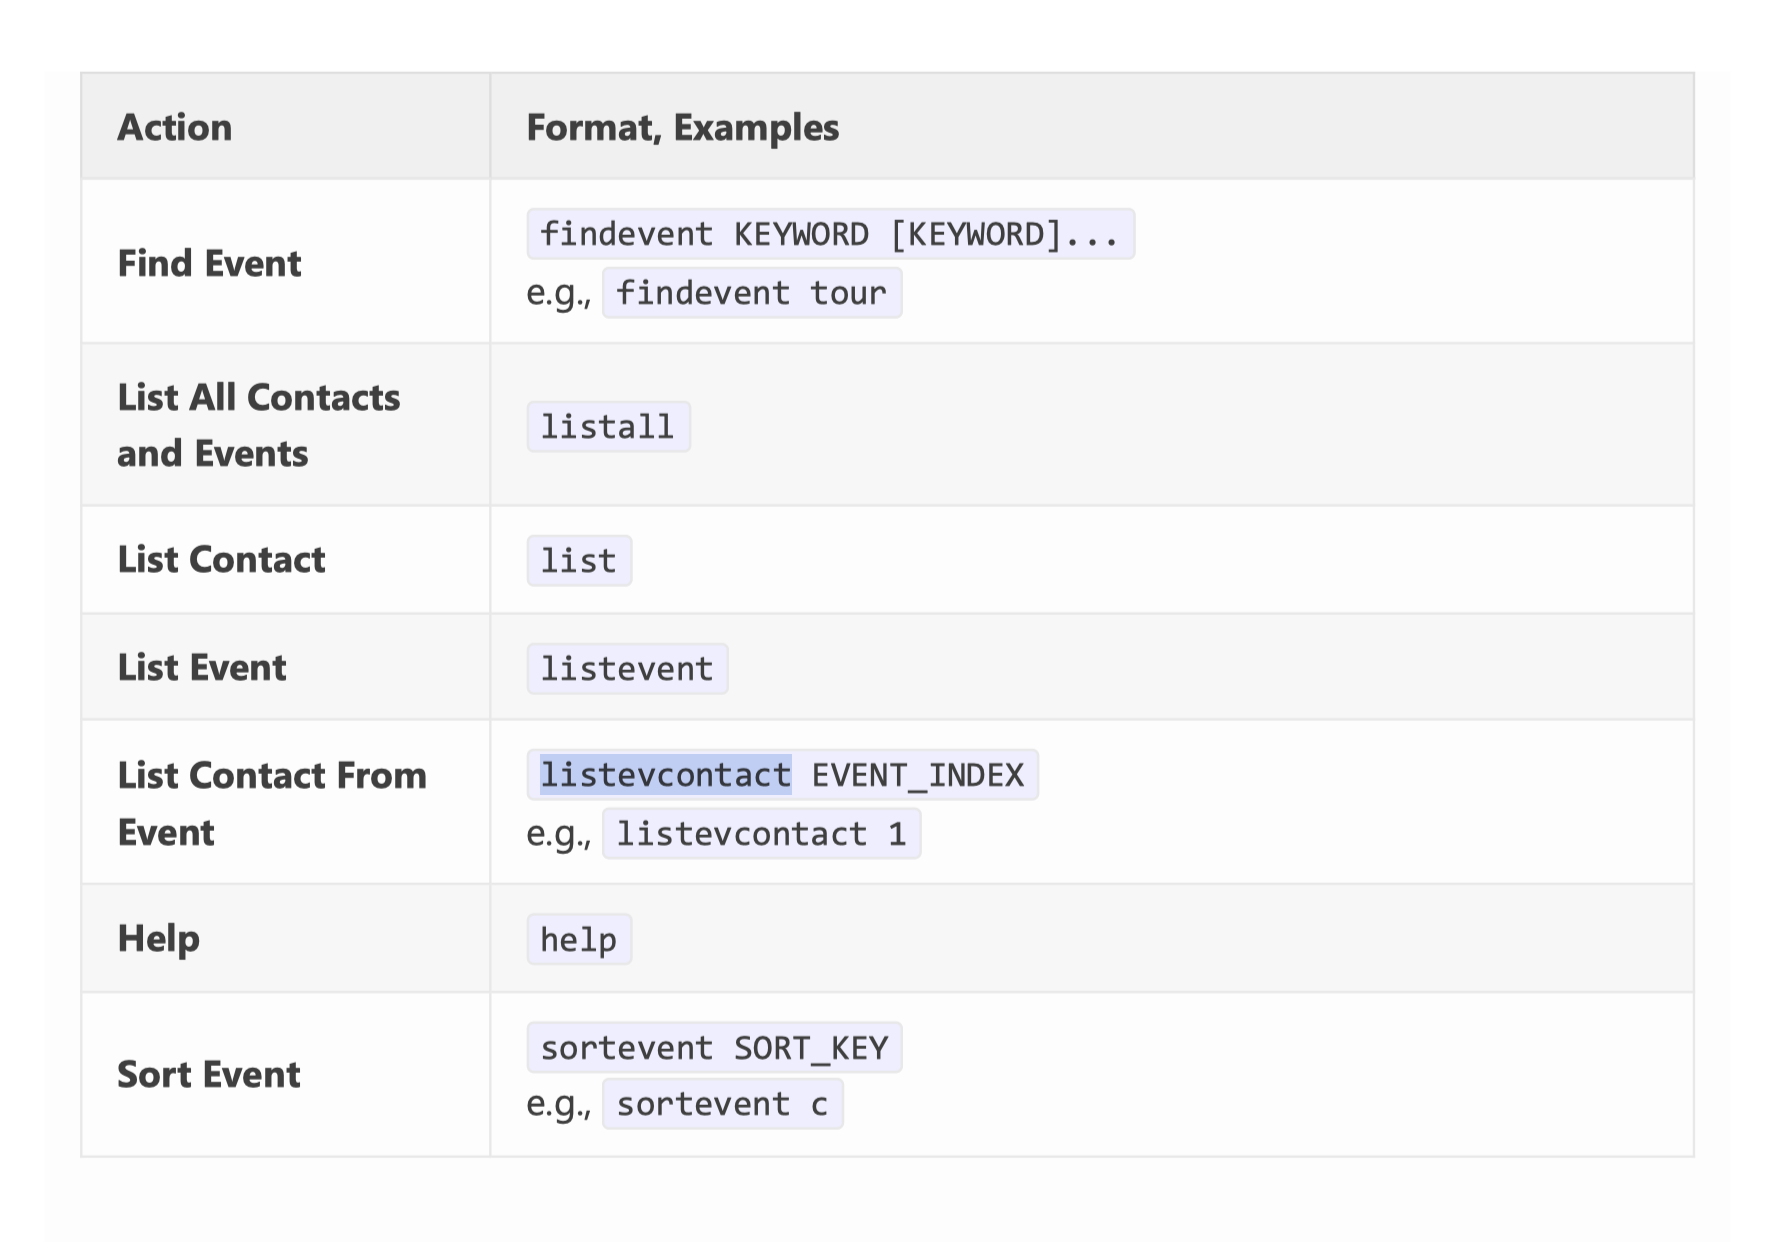 Action
Format, Examples
Find Event
findevent KEYWORD [KEYWORD]...
e.g., findevent tour
List All Contacts
and Events
listall
List Contact
list
List Event
listevent
List Contact From
Event
listevcontact EVENT_INDEX
e.g., listevcontact 1
Help
help
Sort Event
sortevent SORT_KEY
e.g., sortevent c